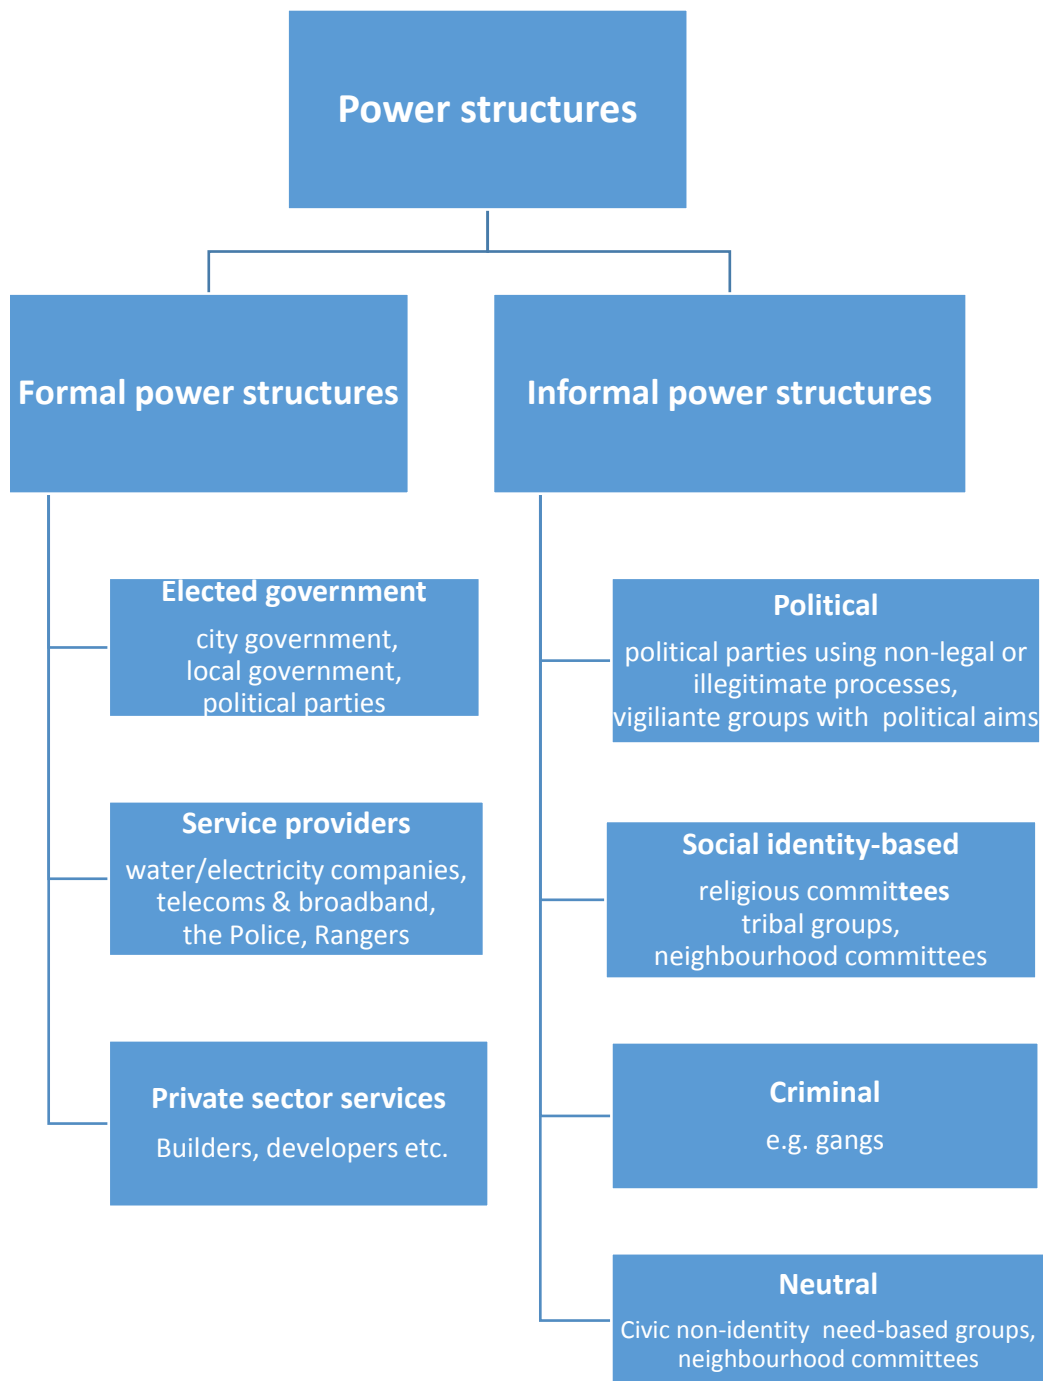 Power structures
Formal power structures
Informal power structures
Elected government
city government,
local government,
political parties
Service providers
water/electricity companies,
telecoms & broadband,
the Police, Rangers
Private sector services
Builders, developers etc.
Political
political parties using non-legal or
illegitimate processes,
vigiliante groups with  political aims
Social identity-based
religious committees
tribal groups,
neighbourhood committees
Criminal
e.g. gangs
Neutral
Civic non-identity  need-based groups,
neighbourhood committees